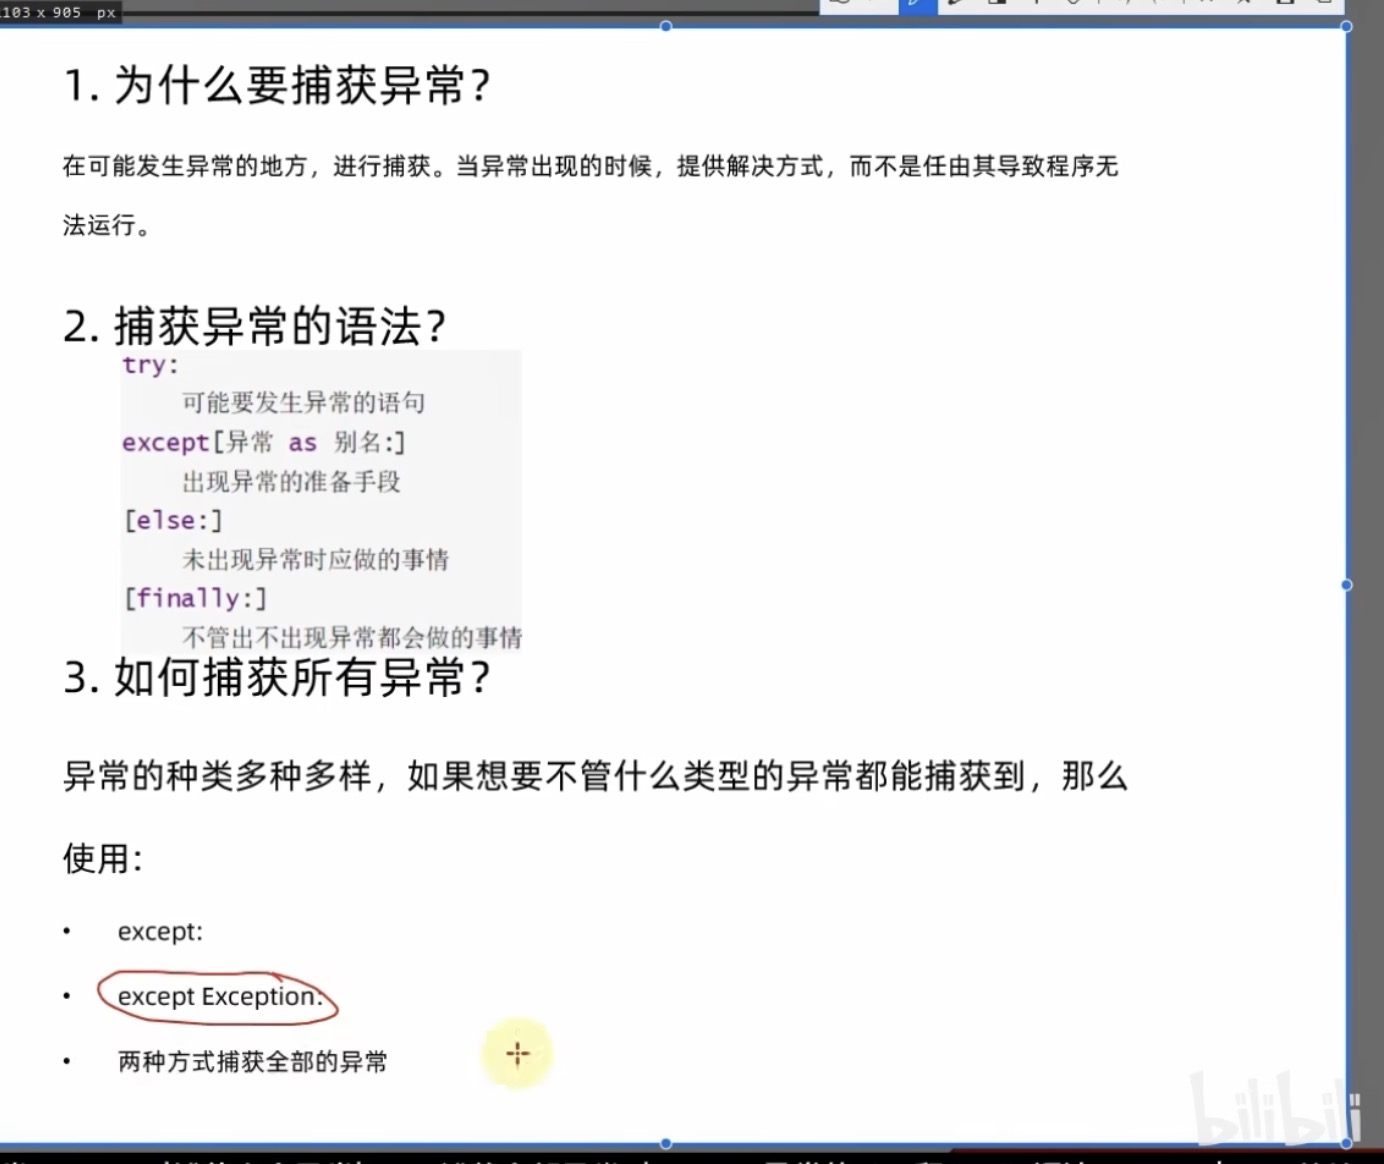 1103 x 905 px
1. 为什么要捕获异常？
在可能发生异常的地方，进行捕获。当异常出现的时候，提供解决方式，而不是任由其导致程序无
法运行。
2. 捕获异常的语法？
try:
可能要发生异常的语句
except[异常 as 别名:]
出现异常的准备手段
[else:]
未出现异常时应做的事情
[finally:]
不管出不出现异常都会做的事情
3. 如何捕获所有异常？
异常的种类多种多样，如果想要不管什么类型的异常都能捕获到，那么
使用：
• except:
• except Exception:
• 两种方式捕获全部的异常
bilibili